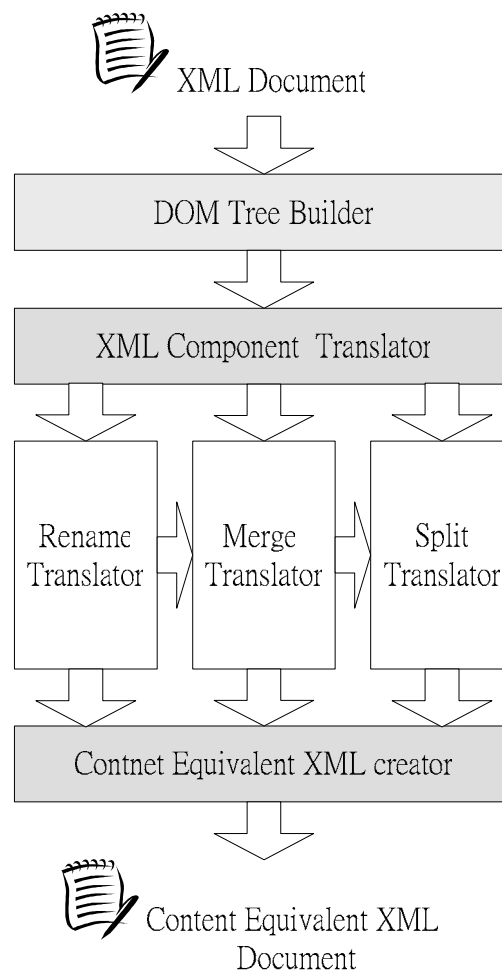 XML Document
DOM Tree Builder
XML Component Translator
Rename
Translator
Merge
Translator
Split
Translator
Contnet Equivalent XML creator
Content Equivalent XML
Document